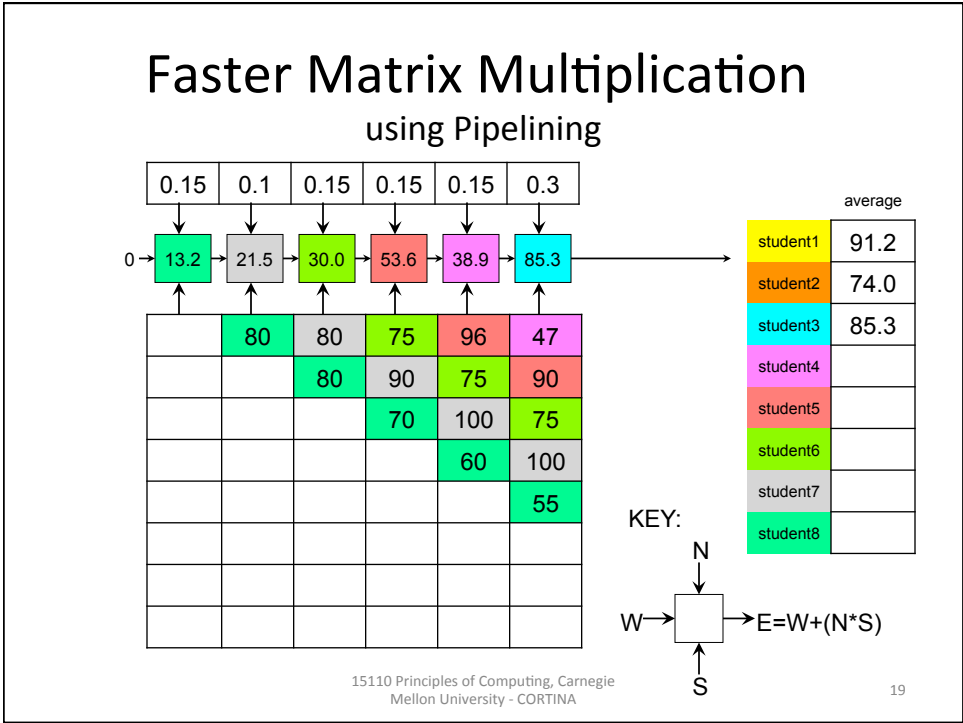 Faster Matrix Multiplication
using Pipelining
0.15 0.1 0.15 0.15 0.15 0.3
0 13.2 21.5 30.0 53.6 38.9 85.3
80 80 75 96 47
80 90 75 90
70 100 75
60 100
55
average
student1 91.2
student2 74.0
student3 85.3
student4
student5
student6
student7
student8
KEY:
N
W E=W+(N*S)
S
15110 Principles of Computing, Carnegie
Mellon University - CORTINA
19